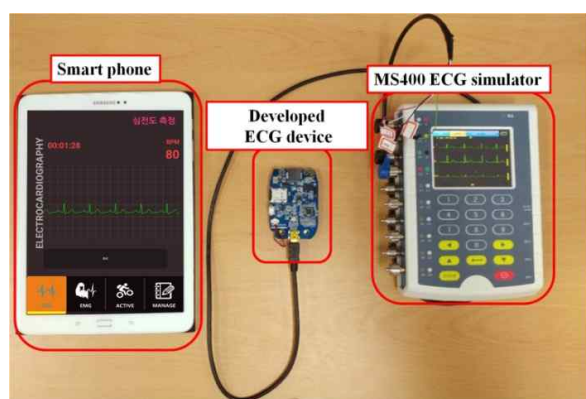 Smart phone
MS400 ECG simulator
Developed
ECG device
SAMSUNG
심전도 측정
00:01:28
BPM
80
ELECTROCARDIOGRAPHY
EMG
ACTIVE
MANAGE